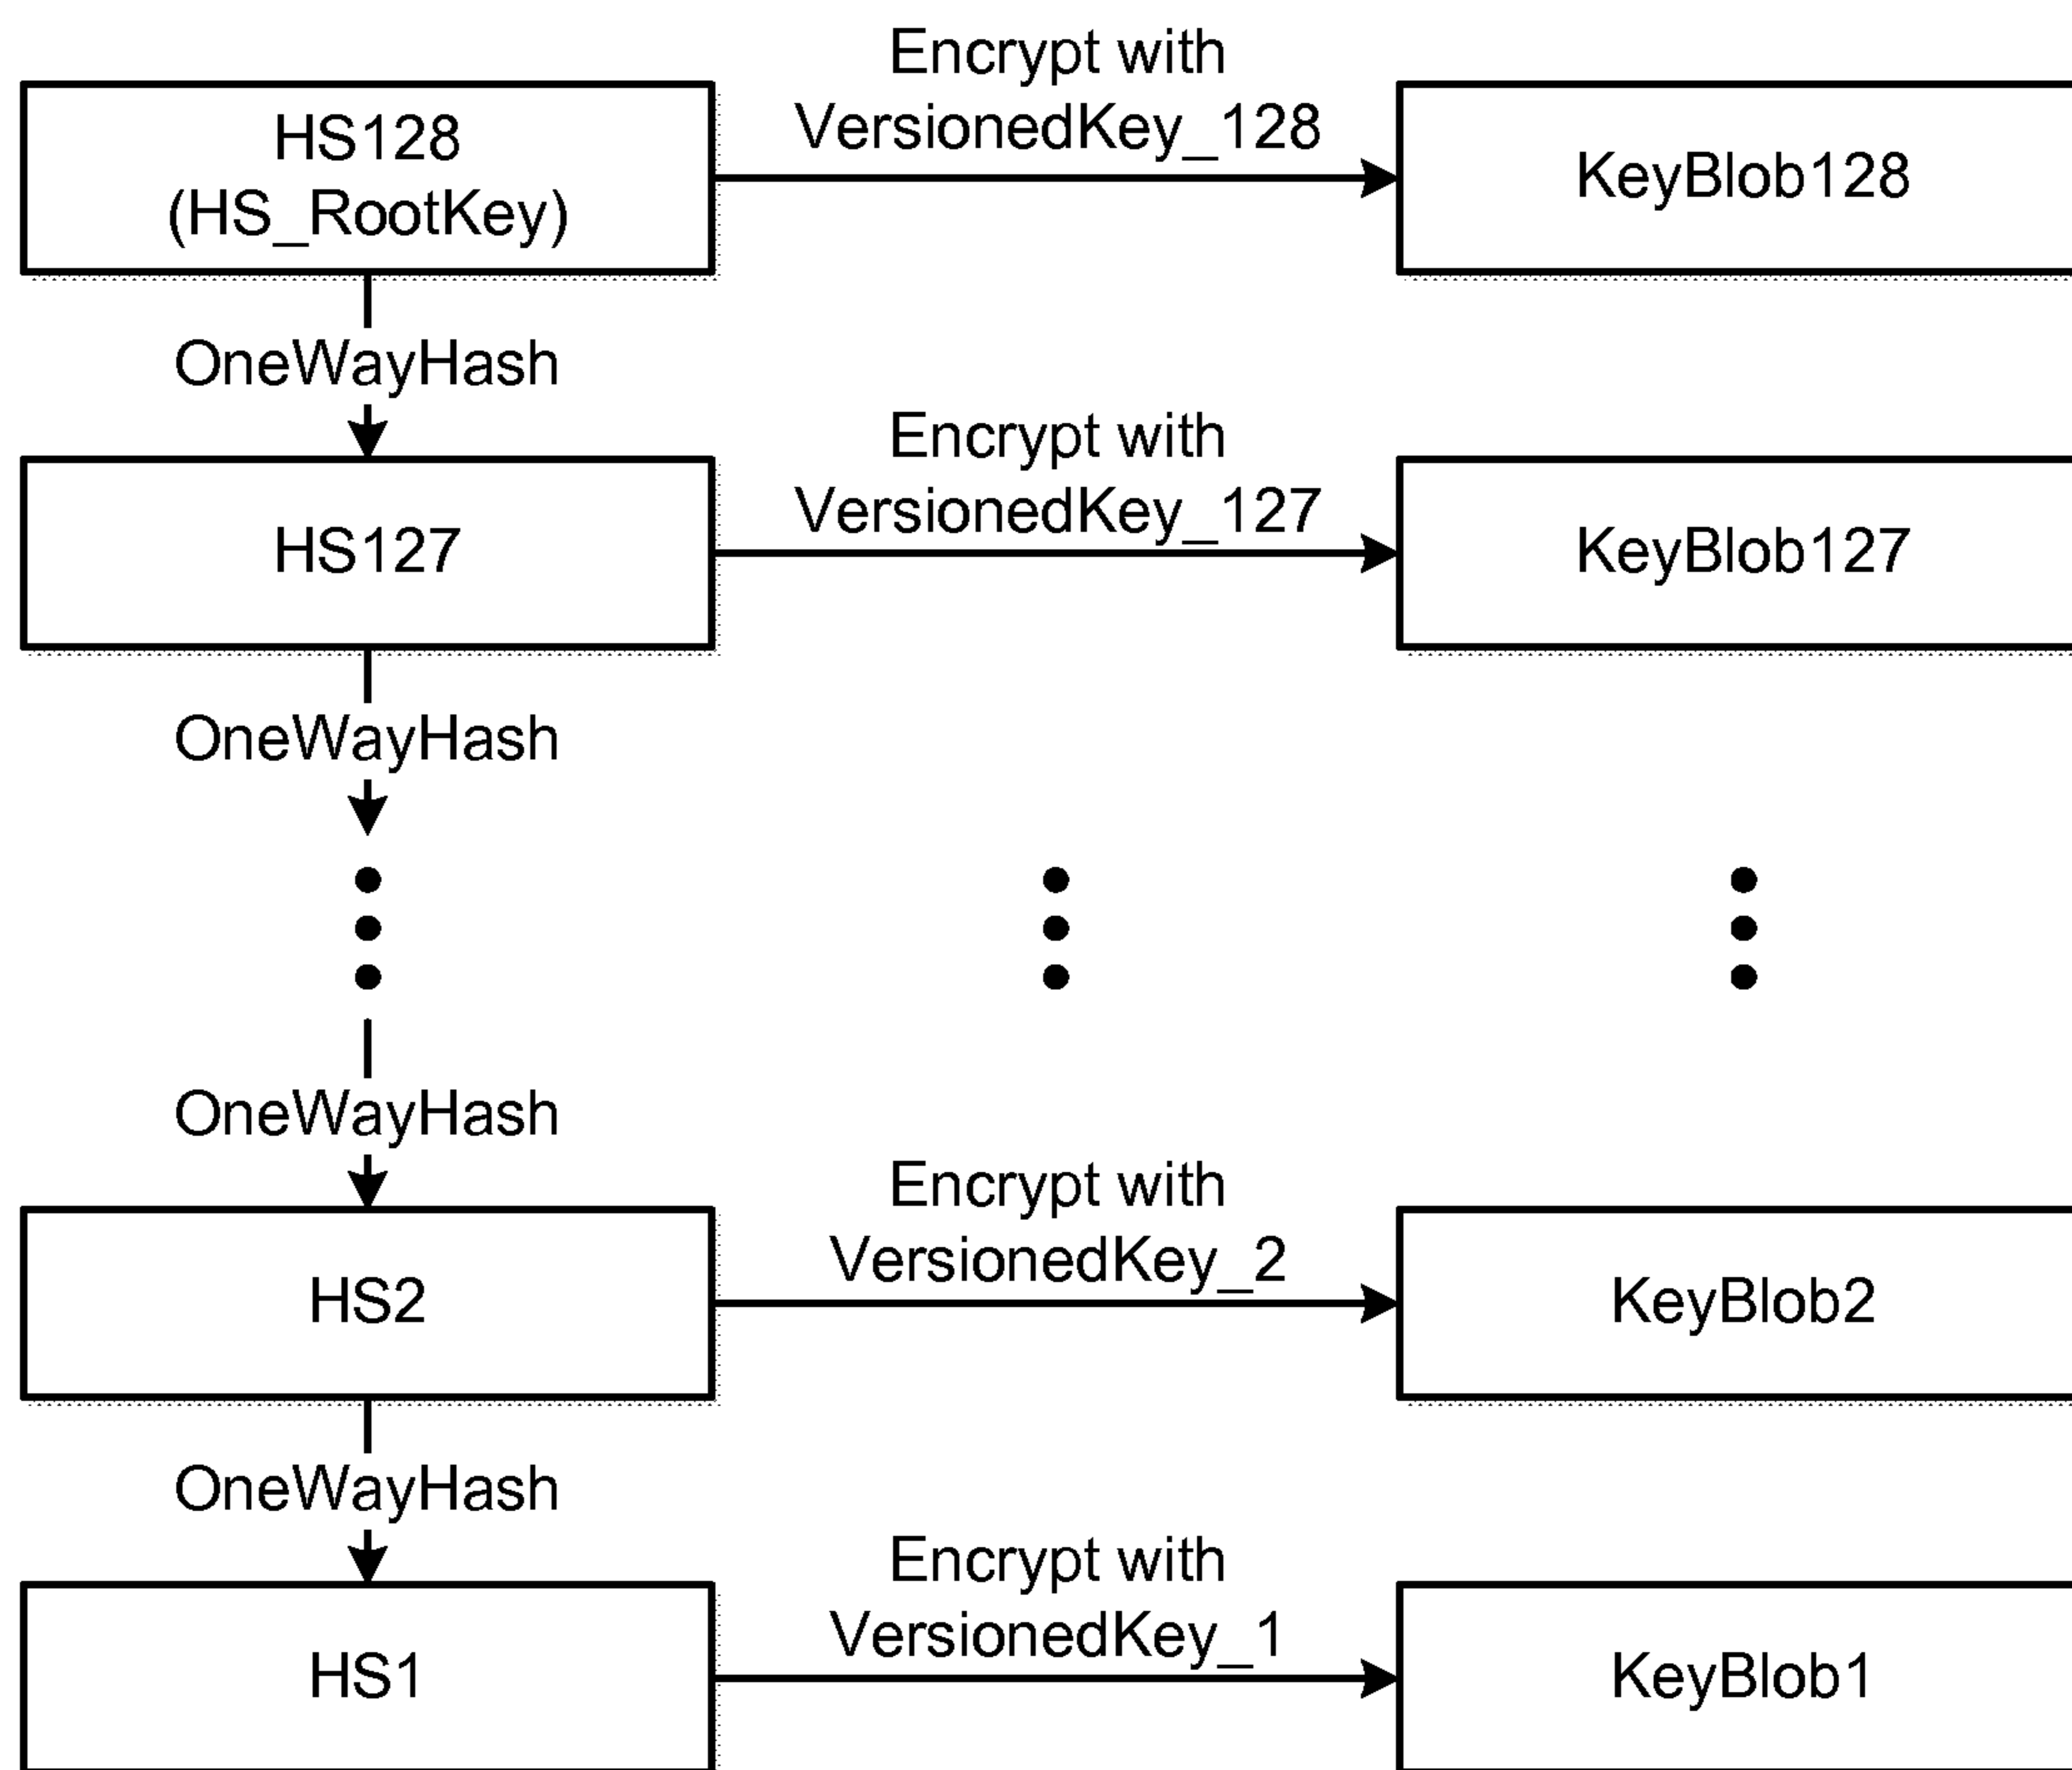 Encrypt with
VersionedKey_128
HS128
(HS_RootKey)
KeyBlob128
OneWayHash
Encrypt with
VersionedKey_127
HS127
KeyBlob127
OneWayHash
OneWayHash
Encrypt with
VersionedKey_2
HS2
KeyBlob2
OneWayHash
Encrypt with
VersionedKey_1
HS1
KeyBlob1